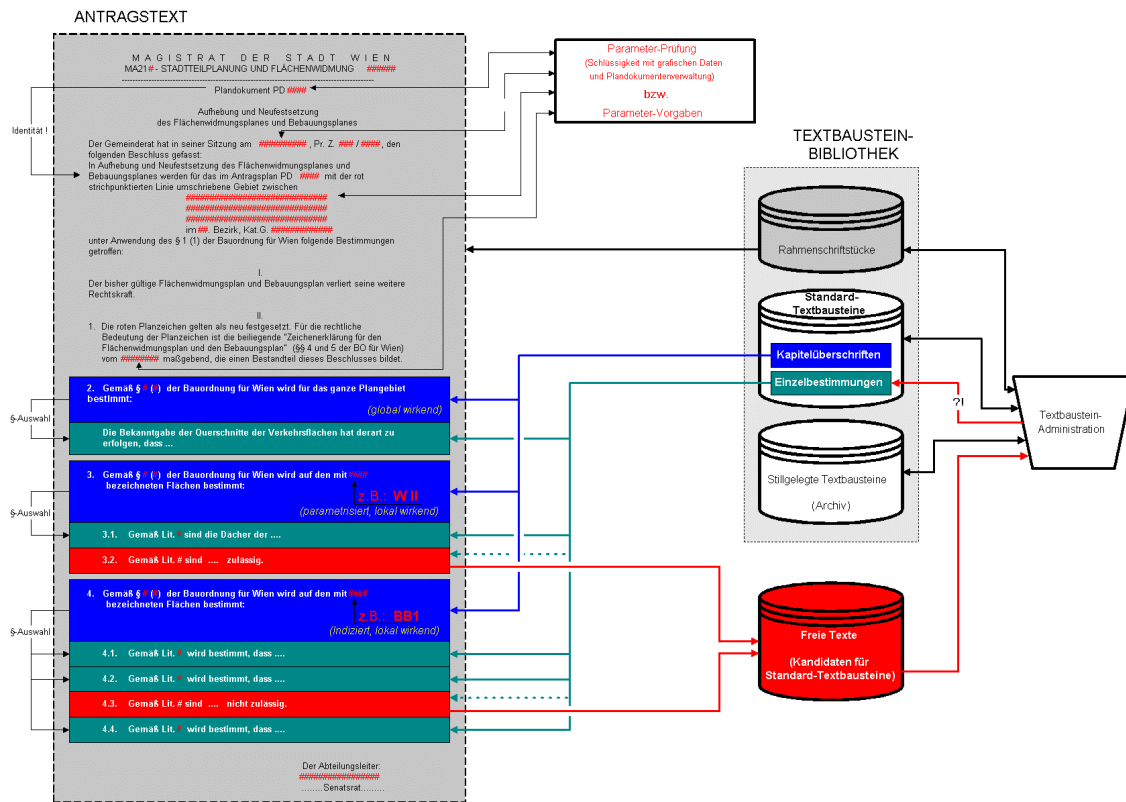 ANTRAGSTEXT
MAGISTRAT DER STADT WIEN
MA21# - STADTTEILPLANUNG UND FLÄCHENWIDMUNG ######
Plandokument PD ####
Identität !
Aufhebung und Neufestsetzung
des Flächenwidmungsplanes und Bebauungsplanes
Der Gemeinderat hat in seiner Sitzung am ##########, Pr. Z. ### / ####, den
folgenden Beschluss gefasst:
In Aufhebung und Neufestsetzung des Flächenwidmungsplanes und
Bebauungsplanes werden für das im Antragsplan PD #### mit der rot
strichpunktierten Linie umschriebene Gebiet zwischen
############################
############################
############################
im ##. Bezirk, Kat.G. #############
unter Anwendung des § 1 (1) der Bauordnung für Wien folgende Bestimmungen
getroffen:
I.
Der bisher gültige Flächenwidmungsplan und Bebauungsplan verliert seine weitere
Rechtskraft.
II.
1. Die roten Planzeichen gelten als neu festgesetzt. Für die rechtliche
Bedeutung der Planzeichen ist die beiliegende "Zeichenerklärung für den
Flächenwidmungsplan und den Bebauungsplan" (§§ 4 und 5 der BO für Wien)
vom ######## maßgebend, die einen Bestandteil dieses Beschlusses bildet.
2. Gemäß § # (#) der Bauordnung für Wien wird für das ganze Plangebiet
bestimmt:
(global wirkend)
§-Auswahl
Die Bekanntgabe der Querschnitte der Verkehrsflächen hat derart zu
erfolgen, dass ...
3. Gemäß § # (#) der Bauordnung für Wien wird auf den mit ####
bezeichneten Flächen bestimmt:
z.B.: W II
(parametrisiert, lokal wirkend)
§-Auswahl
3.1. Gemäß Lit. # sind die Dächer der ....
3.2. Gemäß Lit. # sind .... zulässig.
4. Gemäß § # (#) der Bauordnung für Wien wird auf den mit ####
bezeichneten Flächen bestimmt:
z.B.: BB1
(Indiziert, lokal wirkend)
§-Auswahl
4.1. Gemäß Lit. # wird bestimmt, dass ....
4.2. Gemäß Lit. # wird bestimmt, dass ....
4.3. Gemäß Lit. # sind .... nicht zulässig.
4.4. Gemäß Lit. # wird bestimmt, dass ....
Der Abteilungsleiter:
################
........Senatsrat........
Parameter-Prüfung
(Schlüssigkeit mit grafischen Daten
und Plandokumentenverwaltung)
bzw.
Parameter-Vorgaben
TEXTBAUSTEIN-
BIBLIOTHEK
Rahmenschriftstücke
Standard-
Textbausteine
Kapitelüberschriften
Einzelbestimmungen
?!
Stillgelegte Textbausteine
(Archiv)
Textbaustein-
Administration
Freie Texte
(Kandidaten für
Standard-Textbausteine)